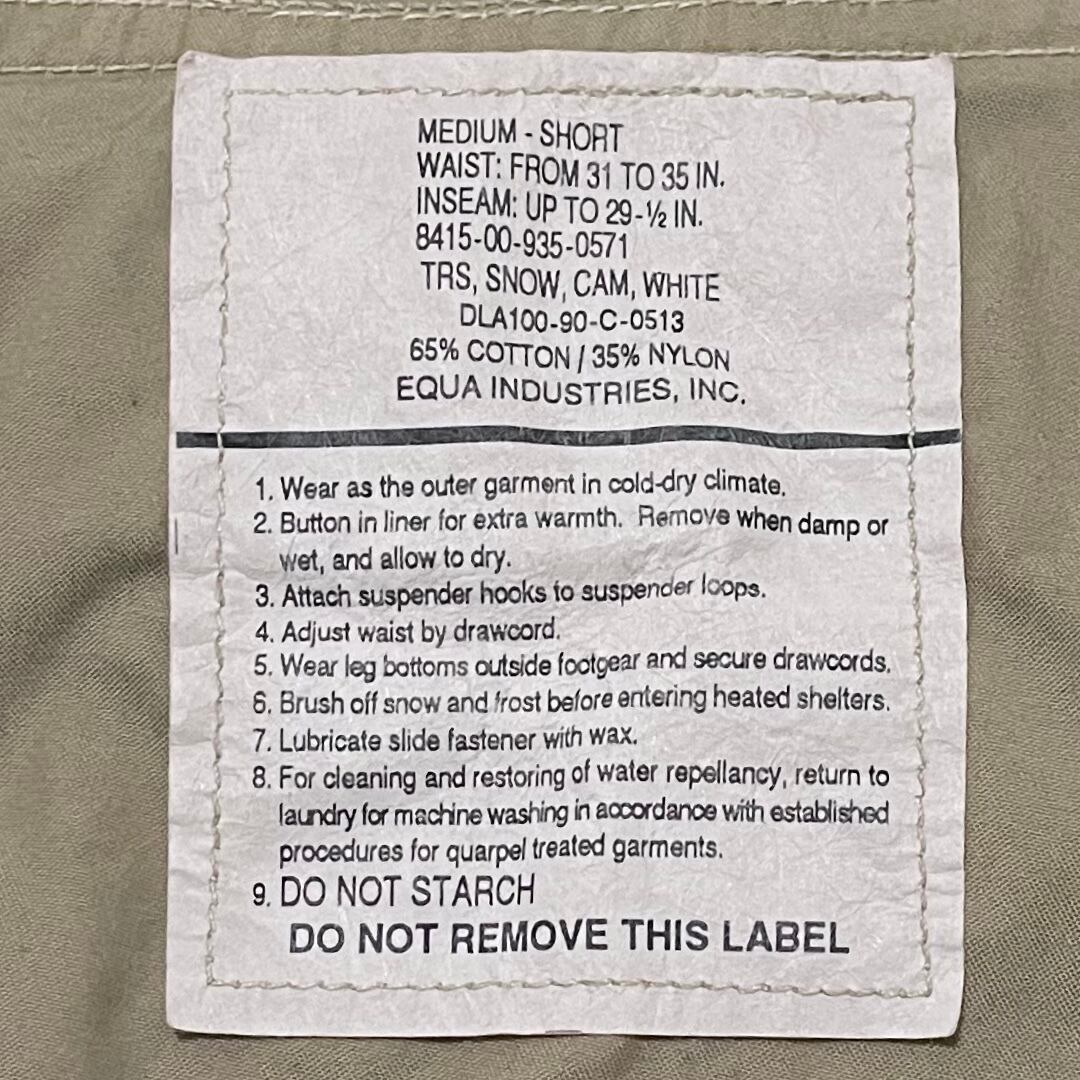 MEDIUM - SHORT
WAIST: FROM 31 TO 35 IN.
INSEAM: UP TO 29-½ IN.
8415-00-935-0571
TRS, SNOW, CAM, WHITE
DLA100-90-C-0513
65% COTTON / 35% NYLON
EQUA INDUSTRIES, INC.
1. Wear as the outer garment in cold-dry climate.
2. Button in liner for extra warmth. Remove when damp or
wet, and allow to dry.
3. Attach suspender hooks to suspender loops.
4. Adjust waist by drawcord.
5. Wear leg bottoms outside footgear and secure drawcords.
6. Brush off snow and frost before entering heated shelters.
7. Lubricate slide fastener with wax.
8. For cleaning and restoring of water repellancy, return to
laundry for machine washing in accordance with established
procedures for quarpel treated garments.
9. DO NOT STARCH
DO NOT REMOVE THIS LABEL